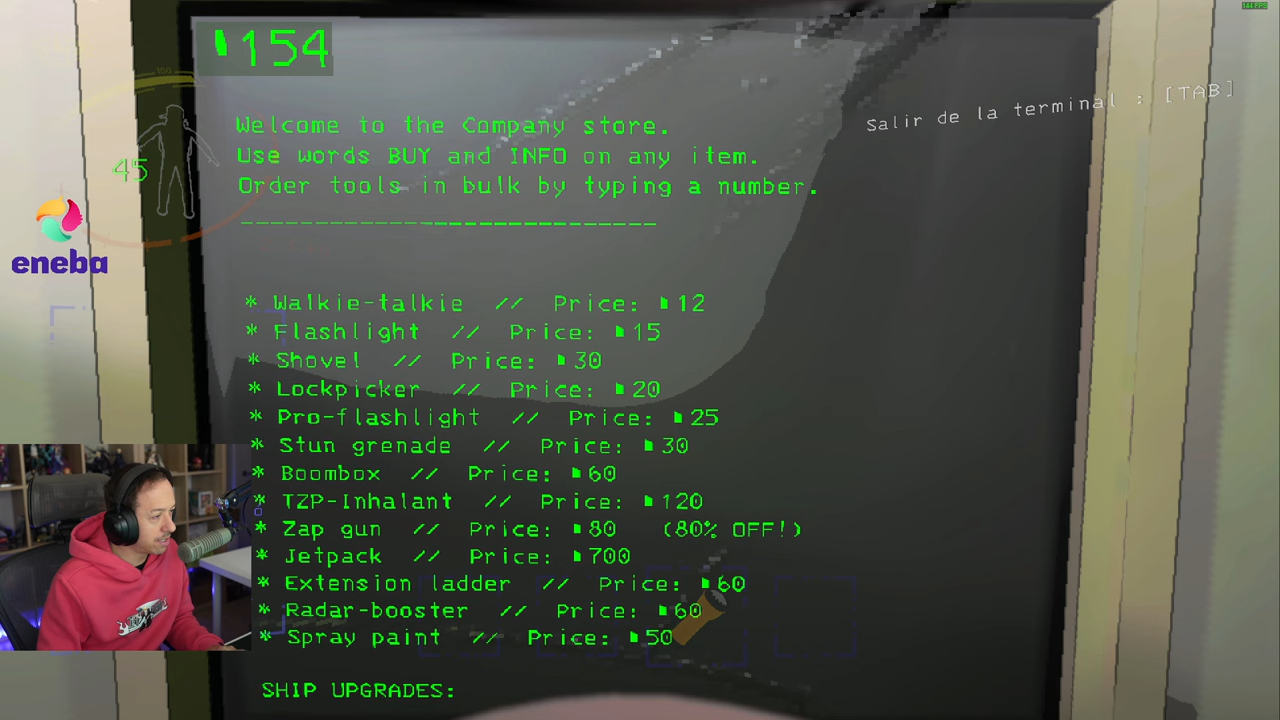 144 FPS
154
Salir de la terminal : [TAB]
Welcome to the Company store.
Use words BUY and INFO on any item.
Order tools in bulk by typing a number.
----------------------------
45
eneba
* Walkie-talkie // Price: ▮12
* Flashlight // Price: ▮15
* Shovel // Price: ▮30
* Lockpicker // Price: ▮20
* Pro-flashlight // Price: ▮25
* Stun grenade // Price: ▮30
* Boombox // Price: ▮60
* TZP-Inhalant // Price: ▮120
* Zap gun // Price: ▮80 (80% OFF!)
* Jetpack // Price: ▮700
* Extension ladder // Price: ▮60
* Radar-booster // Price: ▮60
* Spray paint // Price: ▮50
SHIP UPGRADES: